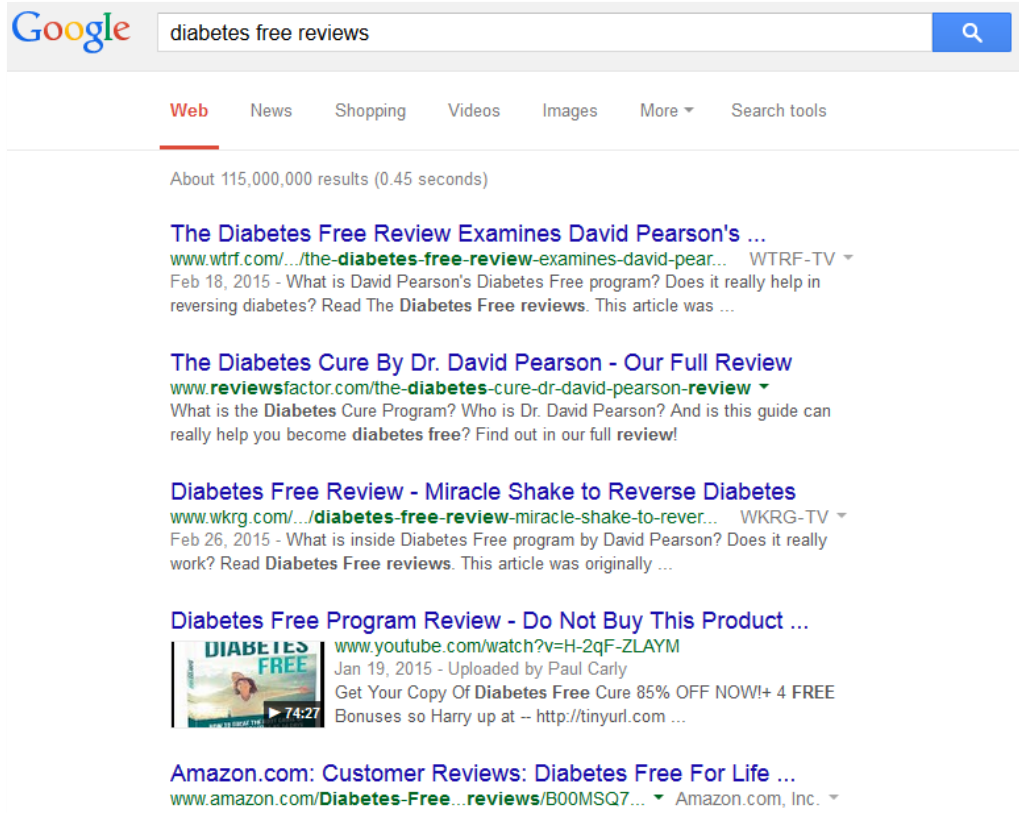 Google diabetes free reviews
Web News Shopping Videos Images More Search tools
About 115,000,000 results (0.45 seconds)
The Diabetes Free Review Examines David Pearson's ...
www.wtrf.com/.../the-diabetes-free-review-examines-david-pear... WTRF-TV
Feb 18, 2015 - What is David Pearson's Diabetes Free program? Does it really help in
reversing diabetes? Read The Diabetes Free reviews. This article was ...
The Diabetes Cure By Dr. David Pearson - Our Full Review
www.reviewsfactor.com/the-diabetes-cure-dr-david-pearson-review
What is the Diabetes Cure Program? Who is Dr. David Pearson? And is this guide can
really help you become diabetes free? Find out in our full review!
Diabetes Free Review - Miracle Shake to Reverse Diabetes
www.wkrg.com/.../diabetes-free-review-miracle-shake-to-rever... WKRG-TV
Feb 26, 2015 - What is inside Diabetes Free program by David Pearson? Does it really
work? Read Diabetes Free reviews. This article was originally ...
Diabetes Free Program Review - Do Not Buy This Product ...
DIABETES
FREE
74:27
www.youtube.com/watch?v=H-2qF-ZLAYM
Jan 19, 2015 - Uploaded by Paul Carly
Get Your Copy Of Diabetes Free Cure 85% OFF NOW!+ 4 FREE
Bonuses so Harry up at -- http://tinyurl.com ...
Amazon.com: Customer Reviews: Diabetes Free For Life ...
www.amazon.com/Diabetes-Free...reviews/B00MSQ7... Amazon.com, Inc.